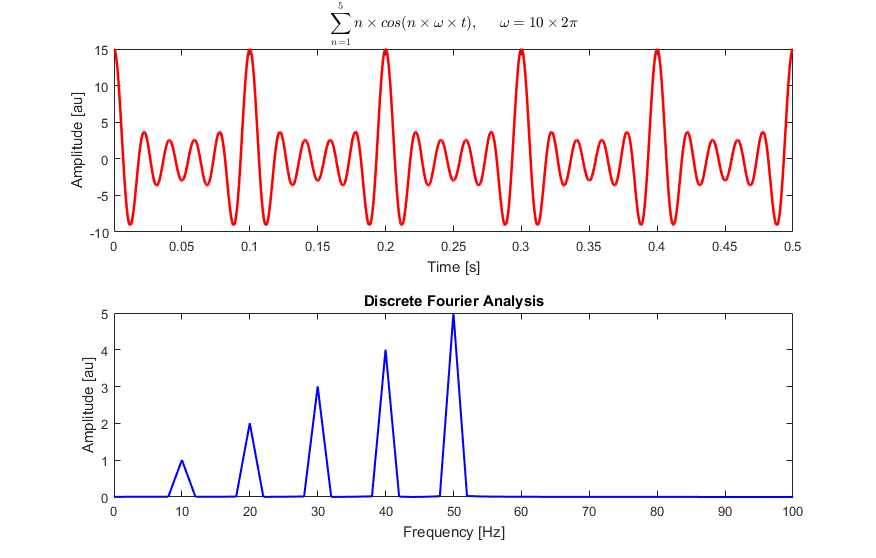 5
∑ n × cos(n × ω × t), ω = 10 × 2π
n=1
15
10
5
0
-5
-10
Amplitude [au]
0 0.05 0.1 0.15 0.2 0.25 0.3 0.35 0.4 0.45 0.5
Time [s]
Discrete Fourier Analysis
5
4
3
2
1
0
Amplitude [au]
0 10 20 30 40 50 60 70 80 90 100
Frequency [Hz]